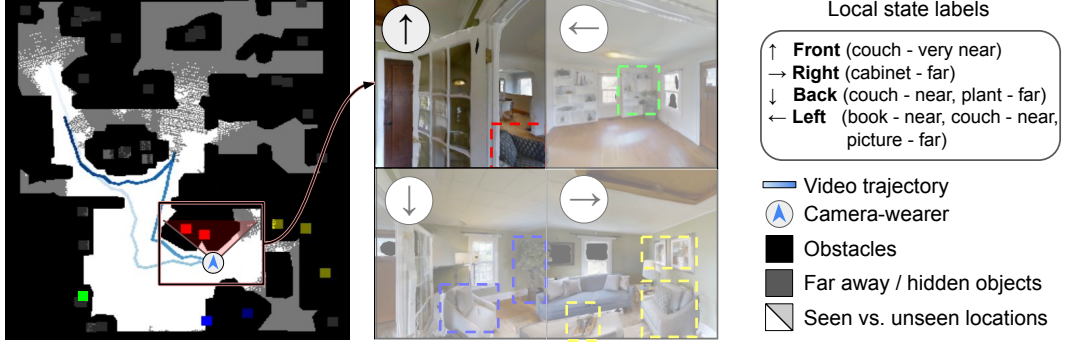 Local state labels
↑ Front (couch - very near)
→ Right (cabinet - far)
↓ Back (couch - near, plant - far)
← Left (book - near, couch - near,
picture - far)
Video trajectory
Camera-wearer
Obstacles
Far away / hidden objects
Seen vs. unseen locations